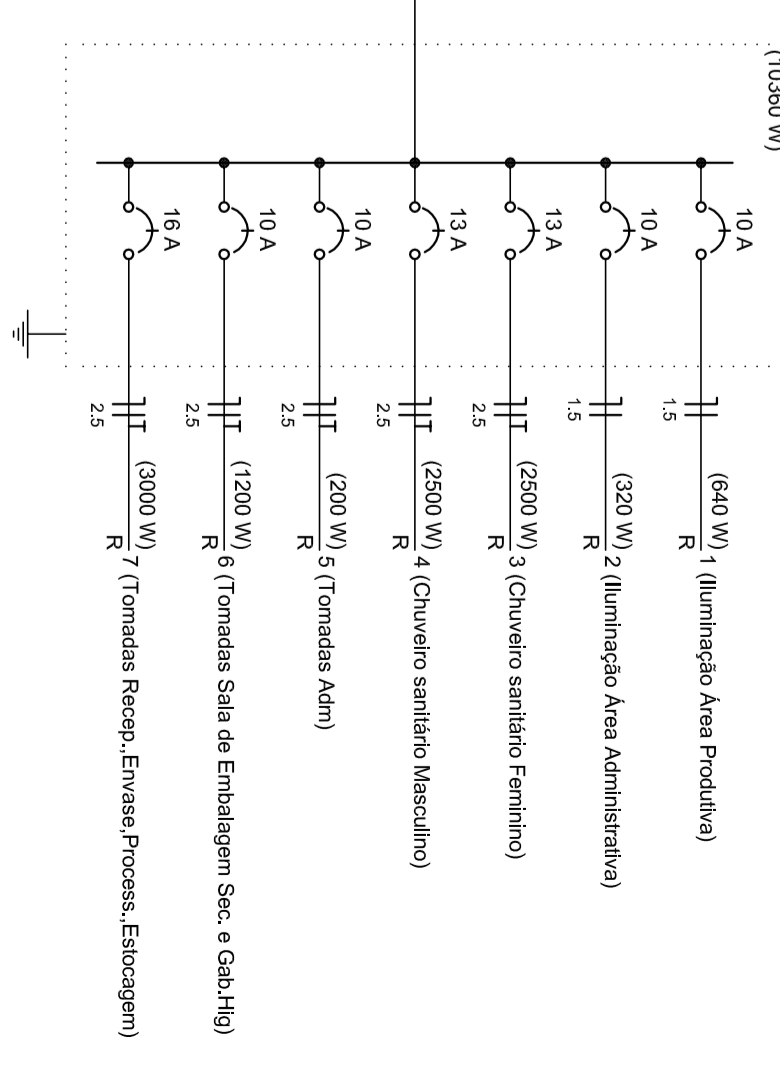 (10360 W)
10 A
1.5
(640 W)
R
1 (Iluminação Área Produtiva)
10 A
1.5
(320 W)
R
2 (Iluminação Área Administrativa)
13 A
2.5
(2500 W)
R
3 (Chuveiro sanitário Feminino)
13 A
2.5
(2500 W)
R
4 (Chuveiro sanitário Masculino)
10 A
2.5
(200 W)
R
5 (Tomadas Adm)
10 A
2.5
(1200 W)
R
6 (Tomadas Sala de Embalagem Sec. e Gab.Hig)
16 A
2.5
(3000 W)
R
7 (Tomadas Recep.,Envase,Process.,Estocagem)